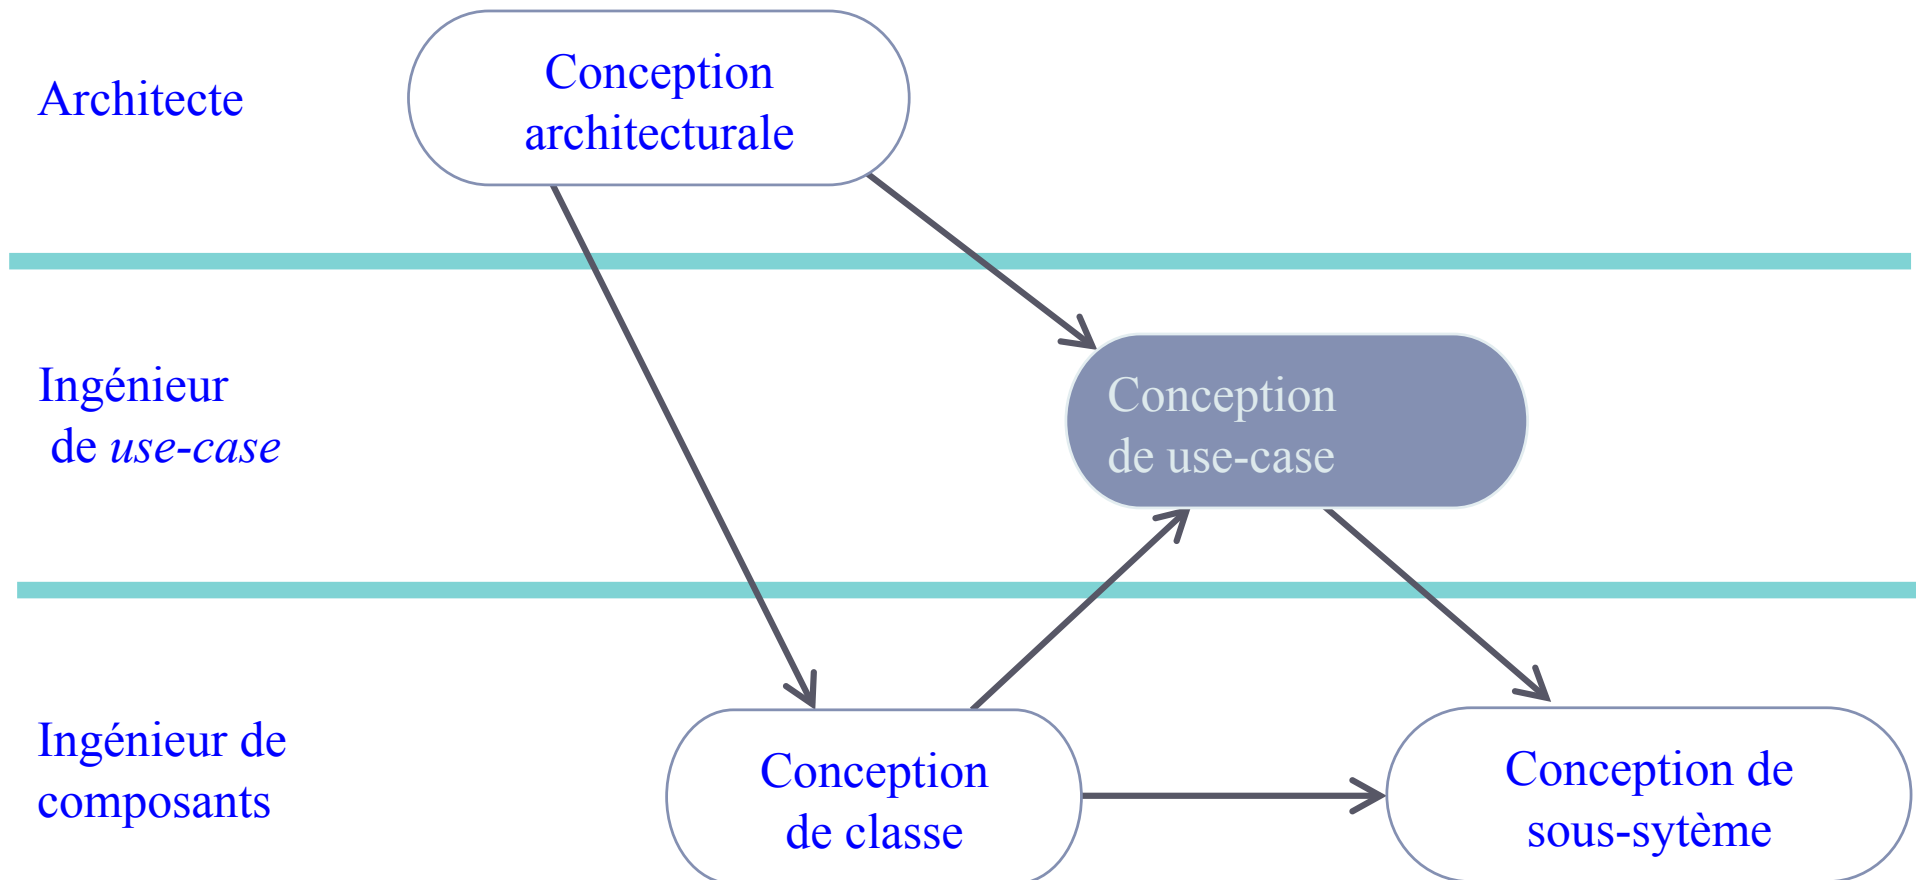 Architecte
Conception
architecturale
Ingénieur
de use-case
Conception
de use-case
Ingénieur de
composants
Conception
de classe
Conception de
sous-sytème